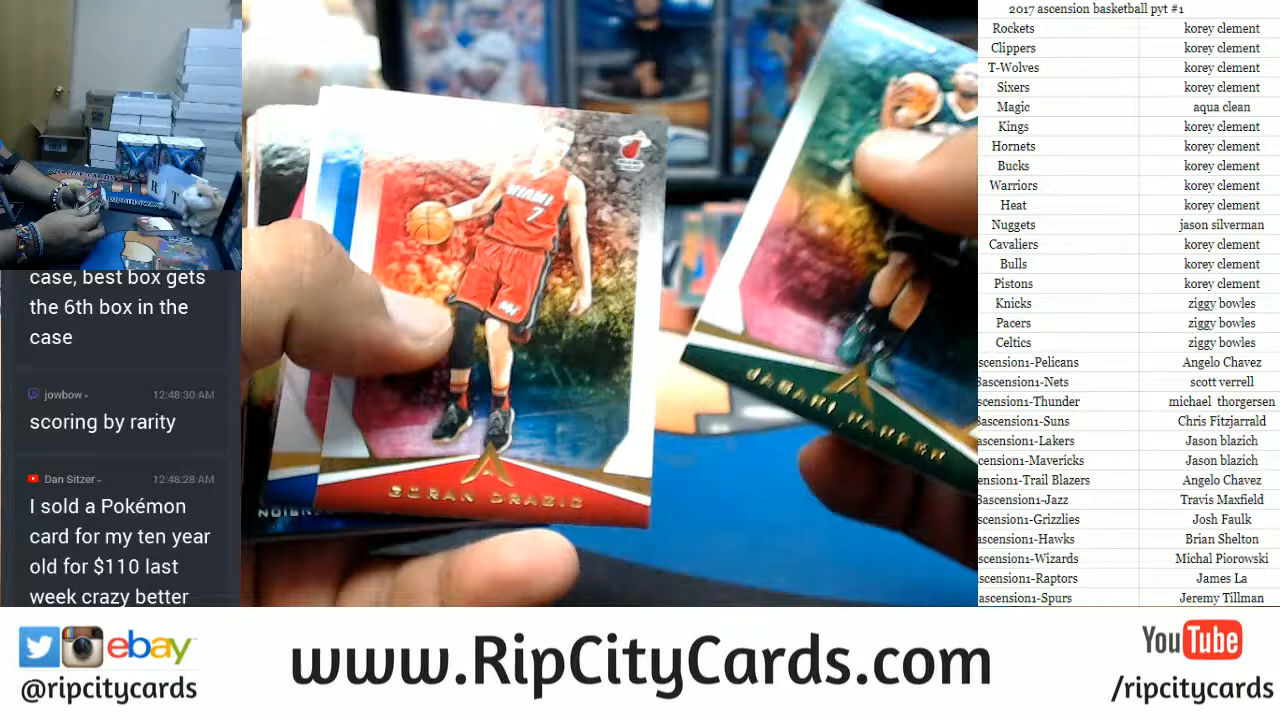 case, best box gets
the 6th box in the
case
jowbow
12:48:30 AM
scoring by rarity
Dan Sitzer
12:48:28 AM
I sold a Pokémon
card for my ten year
old for $110 last
week crazy better
MIAMI
7
GORAN DRAGIC
JABARI PARKER
2017 ascension basketball pyt #1
Rockets korey clement
Clippers korey clement
T-Wolves korey clement
Sixers korey clement
Magic aqua clean
Kings korey clement
Hornets korey clement
Bucks korey clement
Warriors korey clement
Heat korey clement
Nuggets jason silverman
Cavaliers korey clement
Bulls korey clement
Pistons korey clement
Knicks ziggy bowles
Pacers ziggy bowles
Celtics ziggy bowles
scension1-Pelicans Angelo Chavez
8ascension1-Nets scott verrell
ascension1-Thunder michael thorgersen
ascension1-Suns Chris Fitzjarrald
ascension1-Lakers Jason blazich
ascension1-Mavericks Jason blazich
ension1-Trail Blazers Angelo Chavez
8ascension1-Jazz Travis Maxfield
scension1-Grizzlies Josh Faulk
ascension1-Hawks Brian Shelton
scension1-Wizards Michal Piorowski
scension1-Raptors James La
ascension1-Spurs Jeremy Tillman
ebay
@ripcitycards
www.RipCityCards.com
YouTube
/ripcitycards